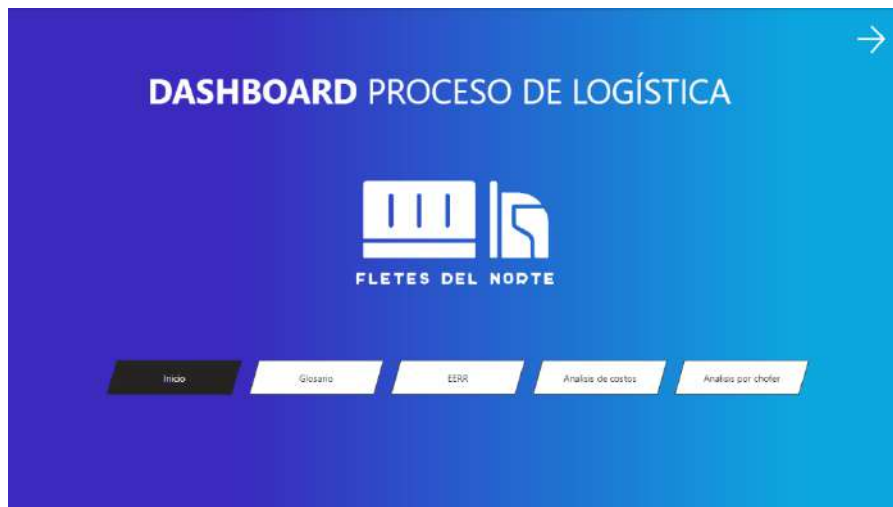 DASHBOARD PROCESO DE LOGÍSTICA
FLETES DEL NORTE
Inicio
Glosario
EERR
Analisis de costos
Analisis por chofer